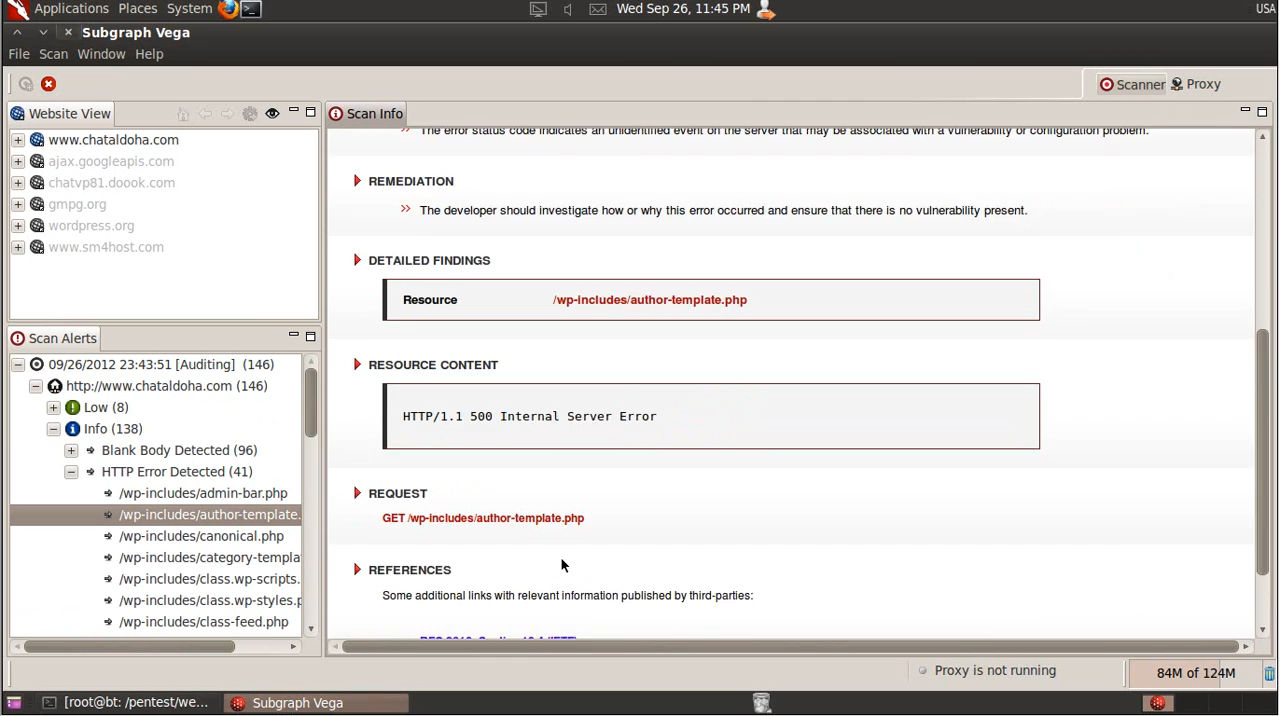 Applications Places System Wed Sep 26, 11:45 PM USA
Subgraph Vega
File Scan Window Help
Scanner Proxy
Website View
www.chataldoha.com
ajax.googleapis.com
chatvp81.doook.com
gmpg.org
wordpress.org
www.sm4host.com
Scan Alerts
09/26/2012 23:43:51 [Auditing] (146)
http://www.chataldoha.com (146)
Low (8)
Info (138)
Blank Body Detected (96)
HTTP Error Detected (41)
/wp-includes/admin-bar.php
/wp-includes/author-template.
/wp-includes/canonical.php
/wp-includes/category-templa
/wp-includes/class.wp-scripts.
/wp-includes/class.wp-styles.p
/wp-includes/class-feed.php
Scan Info
The error status code indicates an unidentified event on the server that may be associated with a vulnerability or configuration problem.
REMEDIATION
The developer should investigate how or why this error occurred and ensure that there is no vulnerability present.
DETAILED FINDINGS
Resource /wp-includes/author-template.php
RESOURCE CONTENT
HTTP/1.1 500 Internal Server Error
REQUEST
GET /wp-includes/author-template.php
REFERENCES
Some additional links with relevant information published by third-parties:
Proxy is not running 84M of 124M
[root@bt: /pentest/we... Subgraph Vega